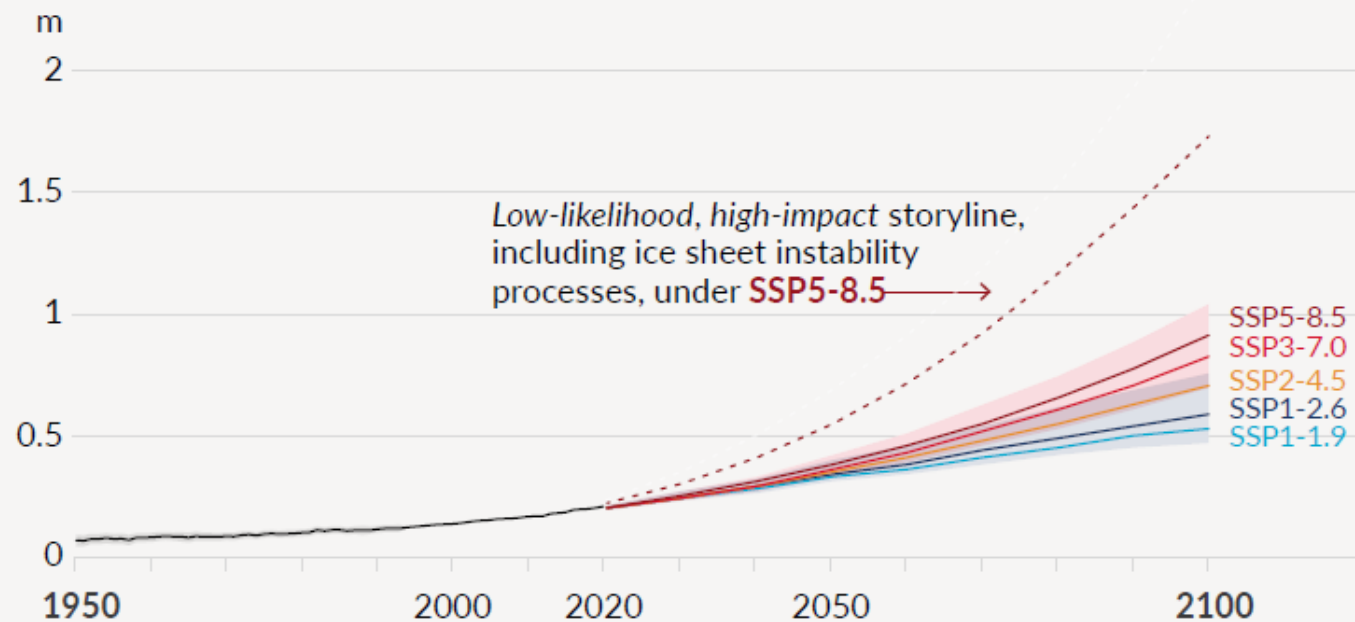 m
2
1.5
Low-likelihood, high-impact storyline,
including ice sheet instability
processes, under SSP5-8.5
1
SSP5-8.5
SSP3-7.0
SSP2-4.5
SSP1-2.6
SSP1-1.9
0.5
0
1950 2000 2020 2050 2100